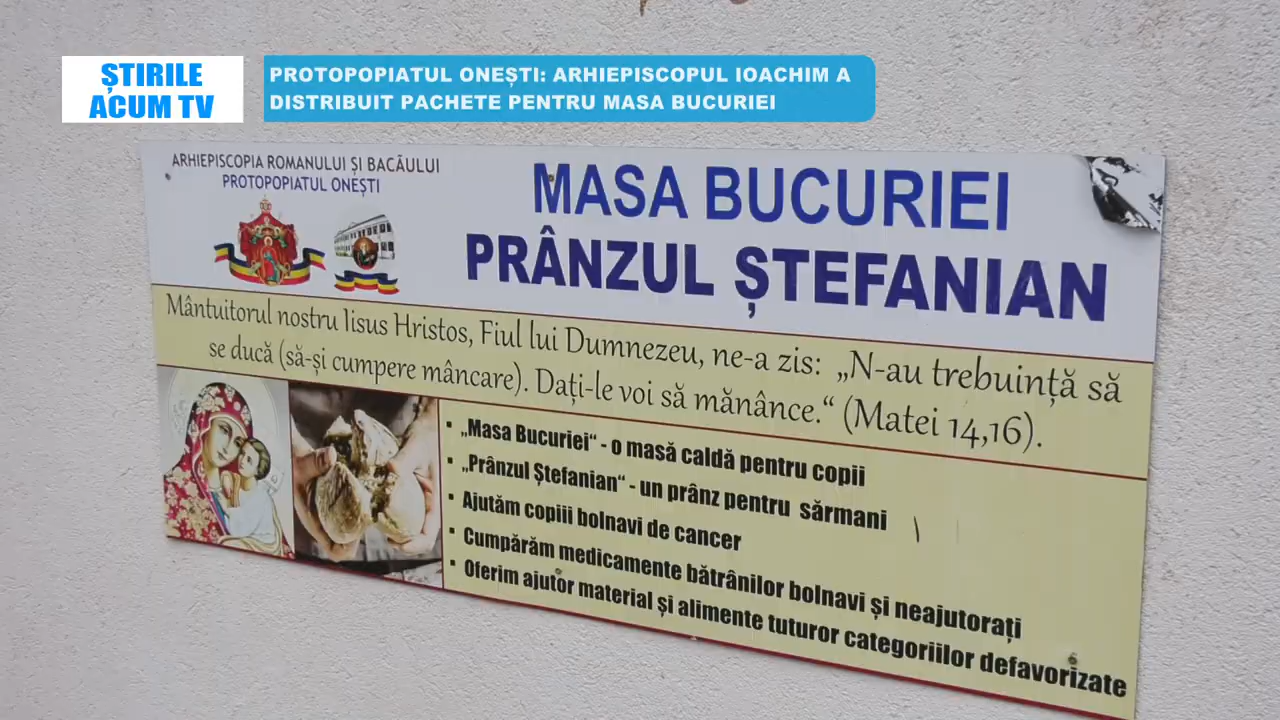 ȘTIRILE
ACUM TV
PROTOPOPIATUL ONEȘTI: ARHIEPISCOPUL IOACHIM A
DISTRIBUIT PACHETE PENTRU MASA BUCURIEI
ARHIEPISCOPIA ROMANULUI ȘI BACĂULUI
PROTOPOPIATUL ONEȘTI
MASA BUCURIEI
PRÂNZUL ȘTEFANIAN
Mântuitorul nostru Iisus Hristos, Fiul lui Dumnezeu, ne-a zis: „N-au trebuință să
se ducă (să-și cumpere mâncare). Dați-le voi să mănânce.“ (Matei 14,16).
▪ „Masa Bucuriei“ - o masă caldă pentru copii
▪ „Prânzul Ștefanian“ - un prânz pentru sărmani
▪ Ajutăm copiii bolnavi de cancer
▪ Cumpărăm medicamente bătrânilor bolnavi și neajutorați
▪ Oferim ajutor material și alimente tuturor categoriilor defavorizate